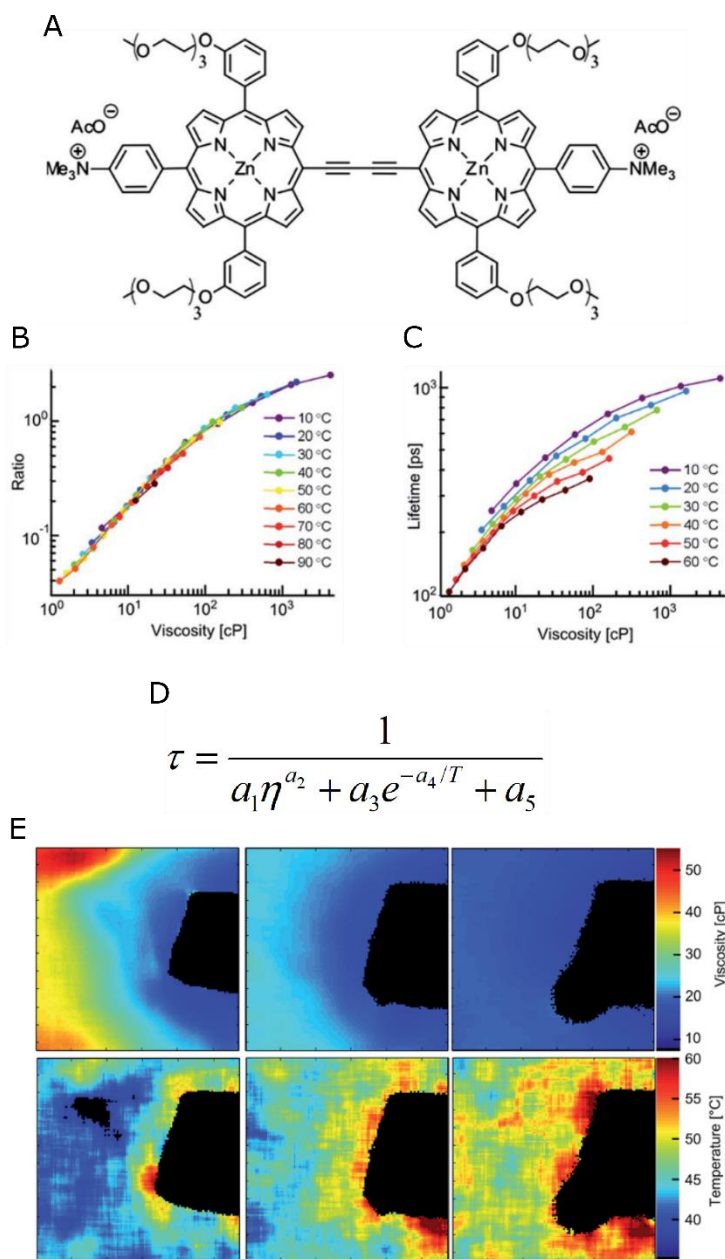 A
O O 3
O O 3
AcO⊖
AcO⊖
N N
N N
Zn
Zn
Me₃N⊕
⊕NMe₃
N N
N N
O O 3
O O 3
B
C
Ratio
10⁰
10⁻¹
10 °C
20 °C
30 °C
40 °C
50 °C
60 °C
70 °C
80 °C
90 °C
10⁰ 10¹ 10² 10³
Viscosity [cP]
Lifetime [ps]
10³
10²
10 °C
20 °C
30 °C
40 °C
50 °C
60 °C
10⁰ 10¹ 10² 10³
Viscosity [cP]
D
τ = 1 / (a₁η^{a₂} + a₃e^{−a₄/T} + a₅)
E
50
40
30
20
10
Viscosity [cP]
60
55
50
45
40
Temperature [°C]